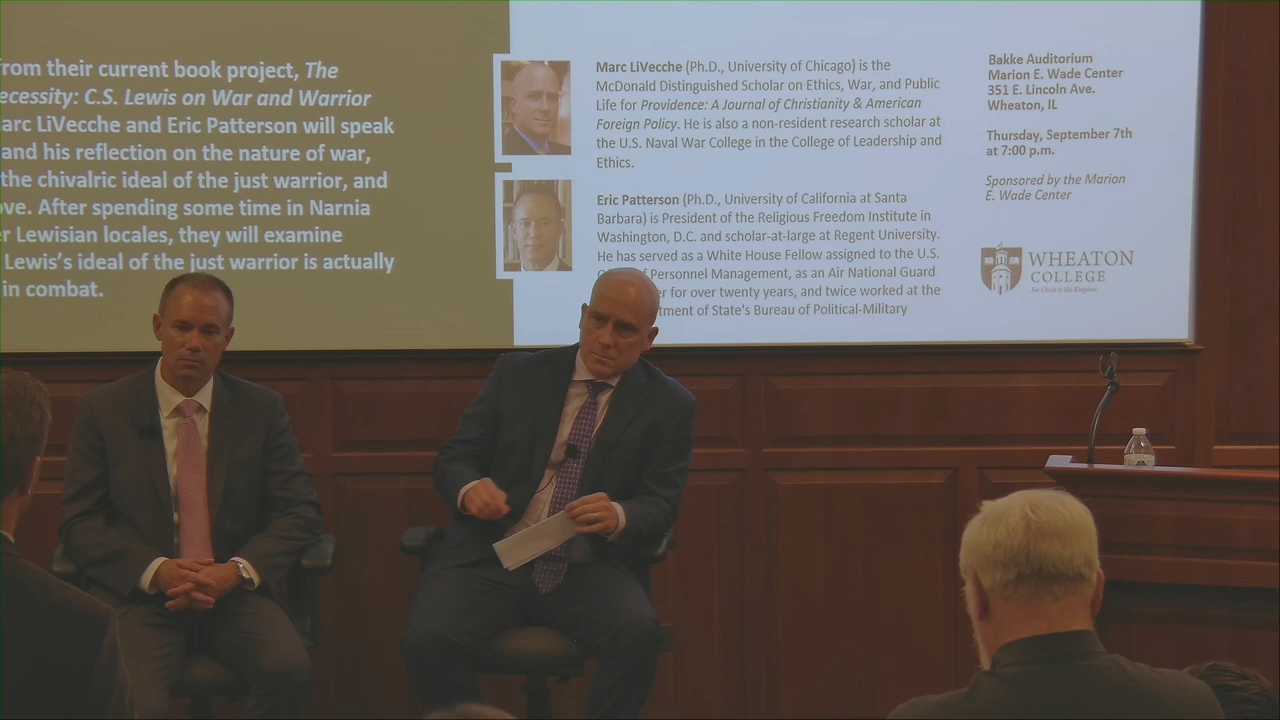 from their current book project, The
ecessity: C.S. Lewis on War and Warrior
arc LiVecche and Eric Patterson will speak
and his reflection on the nature of war,
the chivalric ideal of the just warrior, and
ove. After spending some time in Narnia
r Lewisian locales, they will examine
Lewis's ideal of the just warrior is actually
in combat.
Marc LiVecche (Ph.D., University of Chicago) is the
McDonald Distinguished Scholar on Ethics, War, and Public
Life for Providence: A Journal of Christianity & American
Foreign Policy. He is also a non-resident research scholar at
the U.S. Naval War College in the College of Leadership and
Ethics.
Eric Patterson (Ph.D., University of California at Santa
Barbara) is President of the Religious Freedom Institute in
Washington, D.C. and scholar-at-large at Regent University.
He has served as a White House Fellow assigned to the U.S.
of Personnel Management, as an Air National Guard
er for over twenty years, and twice worked at the
tment of State's Bureau of Political-Military
Bakke Auditorium
Marion E. Wade Center
351 E. Lincoln Ave.
Wheaton, IL
Thursday, September 7th
at 7:00 p.m.
Sponsored by the Marion
E. Wade Center
WHEATON
COLLEGE
For Christ & His Kingdom